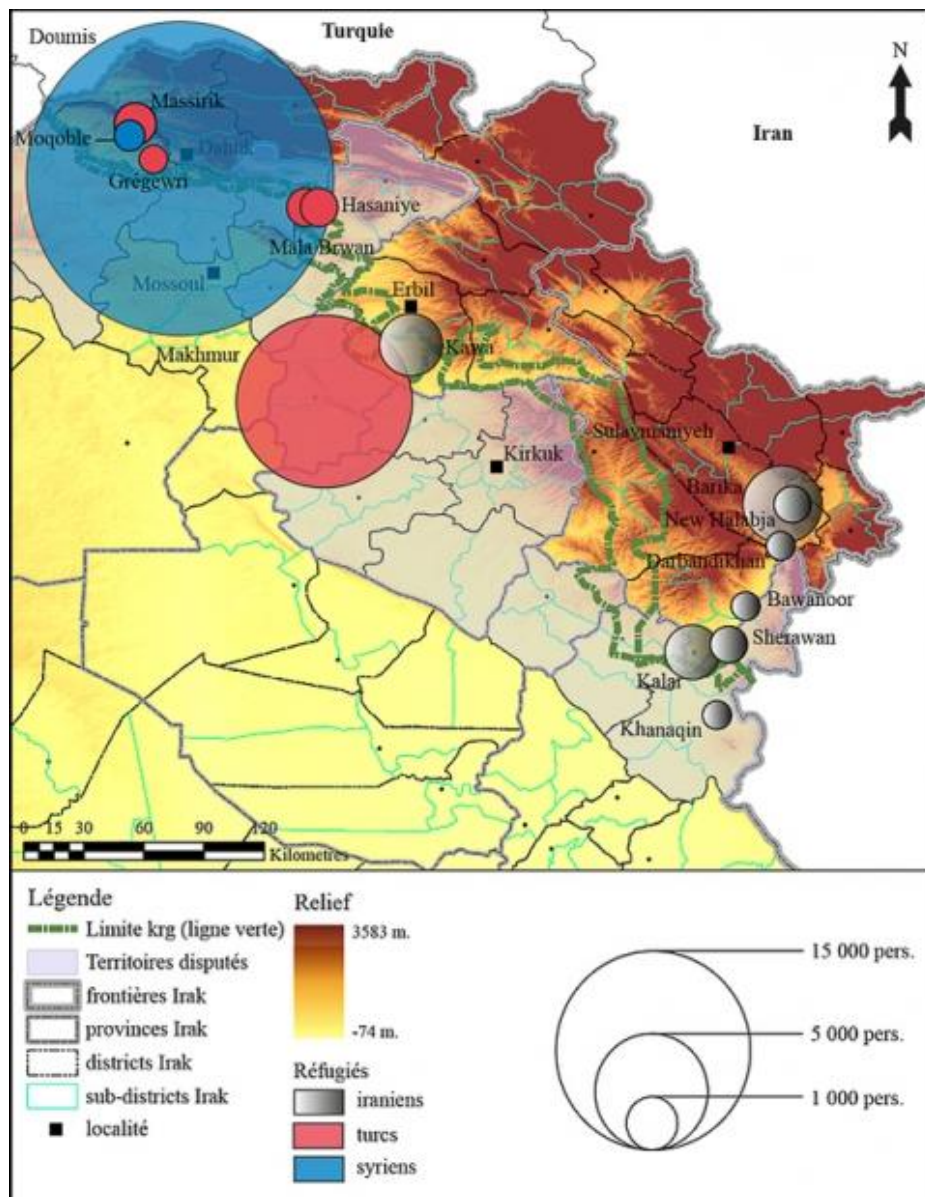 Doumis
Turquie
N
Massirik
Iran
Moqoble
Dahuk
Grégewri
Hasaniye
Mala Brwan
Mossoul
Erbil
Makhmur
Kawa
Sulaymaniyeh
Kirkuk
Barika
New Halabja
Darbandikhan
Bawanoor
Sherawan
Kalar
Khanaqin
0 15 30 60 90 120
Kilometres
Légende
Limite krg (ligne verte)
Territoires disputés
frontières Irak
provinces Irak
districts Irak
sub-districts Irak
localité
Relief
3583 m.
-74 m.
Réfugiés
iraniens
turcs
syriens
15 000 pers.
5 000 pers.
1 000 pers.